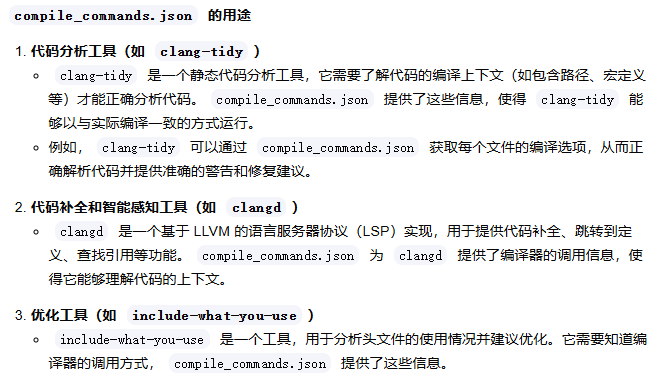 compile_commands.json 的用途
1. 代码分析工具（如 clang-tidy ）
clang-tidy 是一个静态代码分析工具，它需要了解代码的编译上下文（如包含路径、宏定义
等）才能正确分析代码。 compile_commands.json 提供了这些信息，使得 clang-tidy 能
够以与实际编译一致的方式运行。
例如， clang-tidy 可以通过 compile_commands.json 获取每个文件的编译选项，从而正
确解析代码并提供准确的警告和修复建议。
2. 代码补全和智能感知工具（如 clangd ）
clangd 是一个基于 LLVM 的语言服务器协议（LSP）实现，用于提供代码补全、跳转到定
义、查找引用等功能。 compile_commands.json 为 clangd 提供了编译器的调用信息，使
得它能够理解代码的上下文。
3. 优化工具（如 include-what-you-use ）
include-what-you-use 是一个工具，用于分析头文件的使用情况并建议优化。它需要知道编
译器的调用方式， compile_commands.json 提供了这些信息。